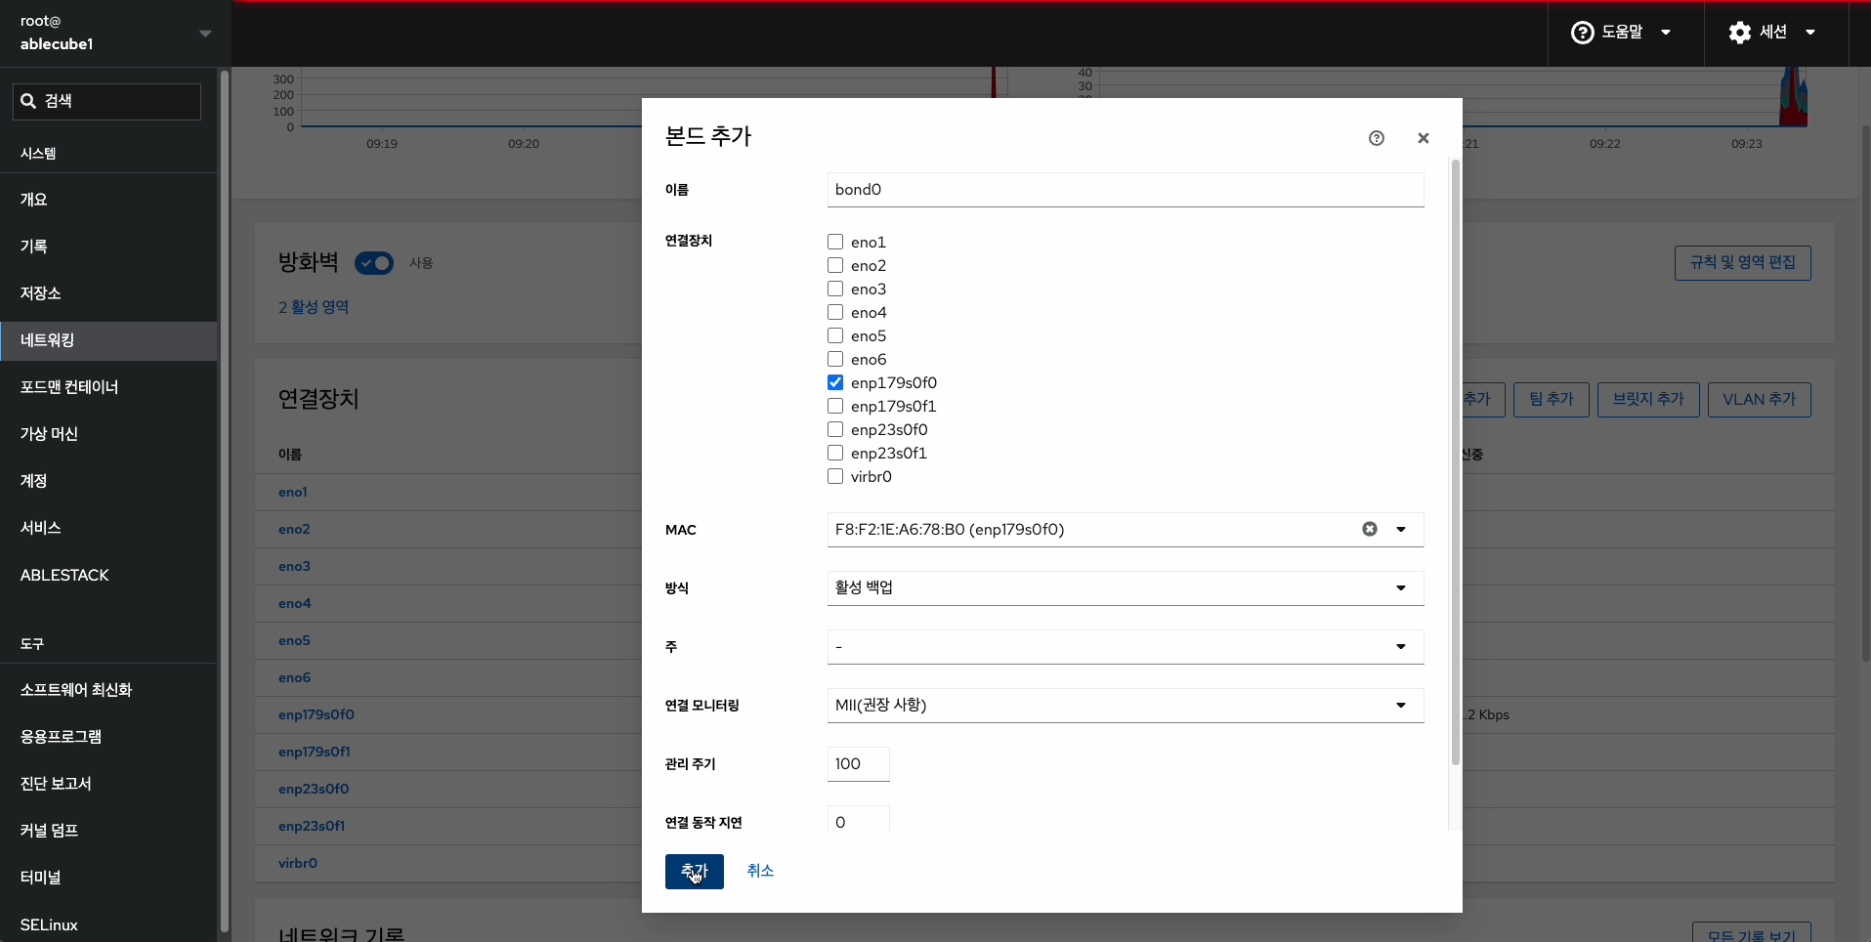 root@
ablecube1
도움말
세션
검색
시스템
개요
기록
저장소
네트워킹
포드맨 컨테이너
가상 머신
계정
서비스
ABLESTACK
도구
소프트웨어 최신화
응용프로그램
진단 보고서
커널 덤프
터미널
SELinux
300
200
100
0
09:19
09:20
40
30
:21
09:22
09:23
방화벽
사용
2 활성 영역
규칙 및 영역 편집
연결장치
추가
팀 추가
브릿지 추가
VLAN 추가
이름
신중
eno1
eno2
eno3
eno4
eno5
eno6
enp179s0f0
.2 Kbps
enp179s0f1
enp23s0f0
enp23s0f1
virbr0
네트워크 기록
모든 기록 보기
본드 추가
이름
bond0
연결장치
eno1
eno2
eno3
eno4
eno5
eno6
enp179s0f0
enp179s0f1
enp23s0f0
enp23s0f1
virbr0
MAC
F8:F2:1E:A6:78:B0 (enp179s0f0)
방식
활성 백업
주
-
연결 모니터링
MII(권장 사항)
관리 주기
100
연결 동작 지연
0
추가
취소